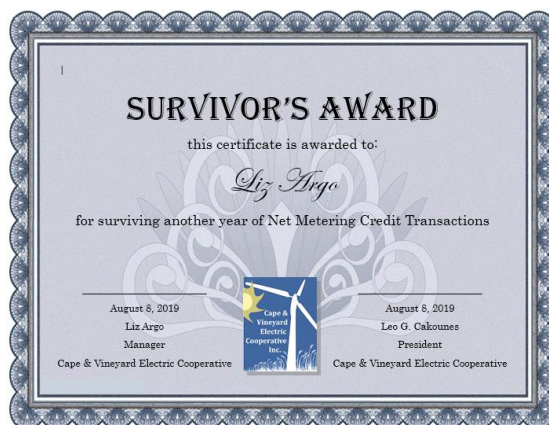 SURVIVOR'S AWARD
this certificate is awarded to:
Liz Argo
for surviving another year of Net Metering Credit Transactions
August 8, 2019
Liz Argo
Manager
Cape & Vineyard Electric Cooperative
Cape &
Vineyard
Electric
Cooperative
Inc.
August 8, 2019
Leo G. Cakounes
President
Cape & Vineyard Electric Cooperative